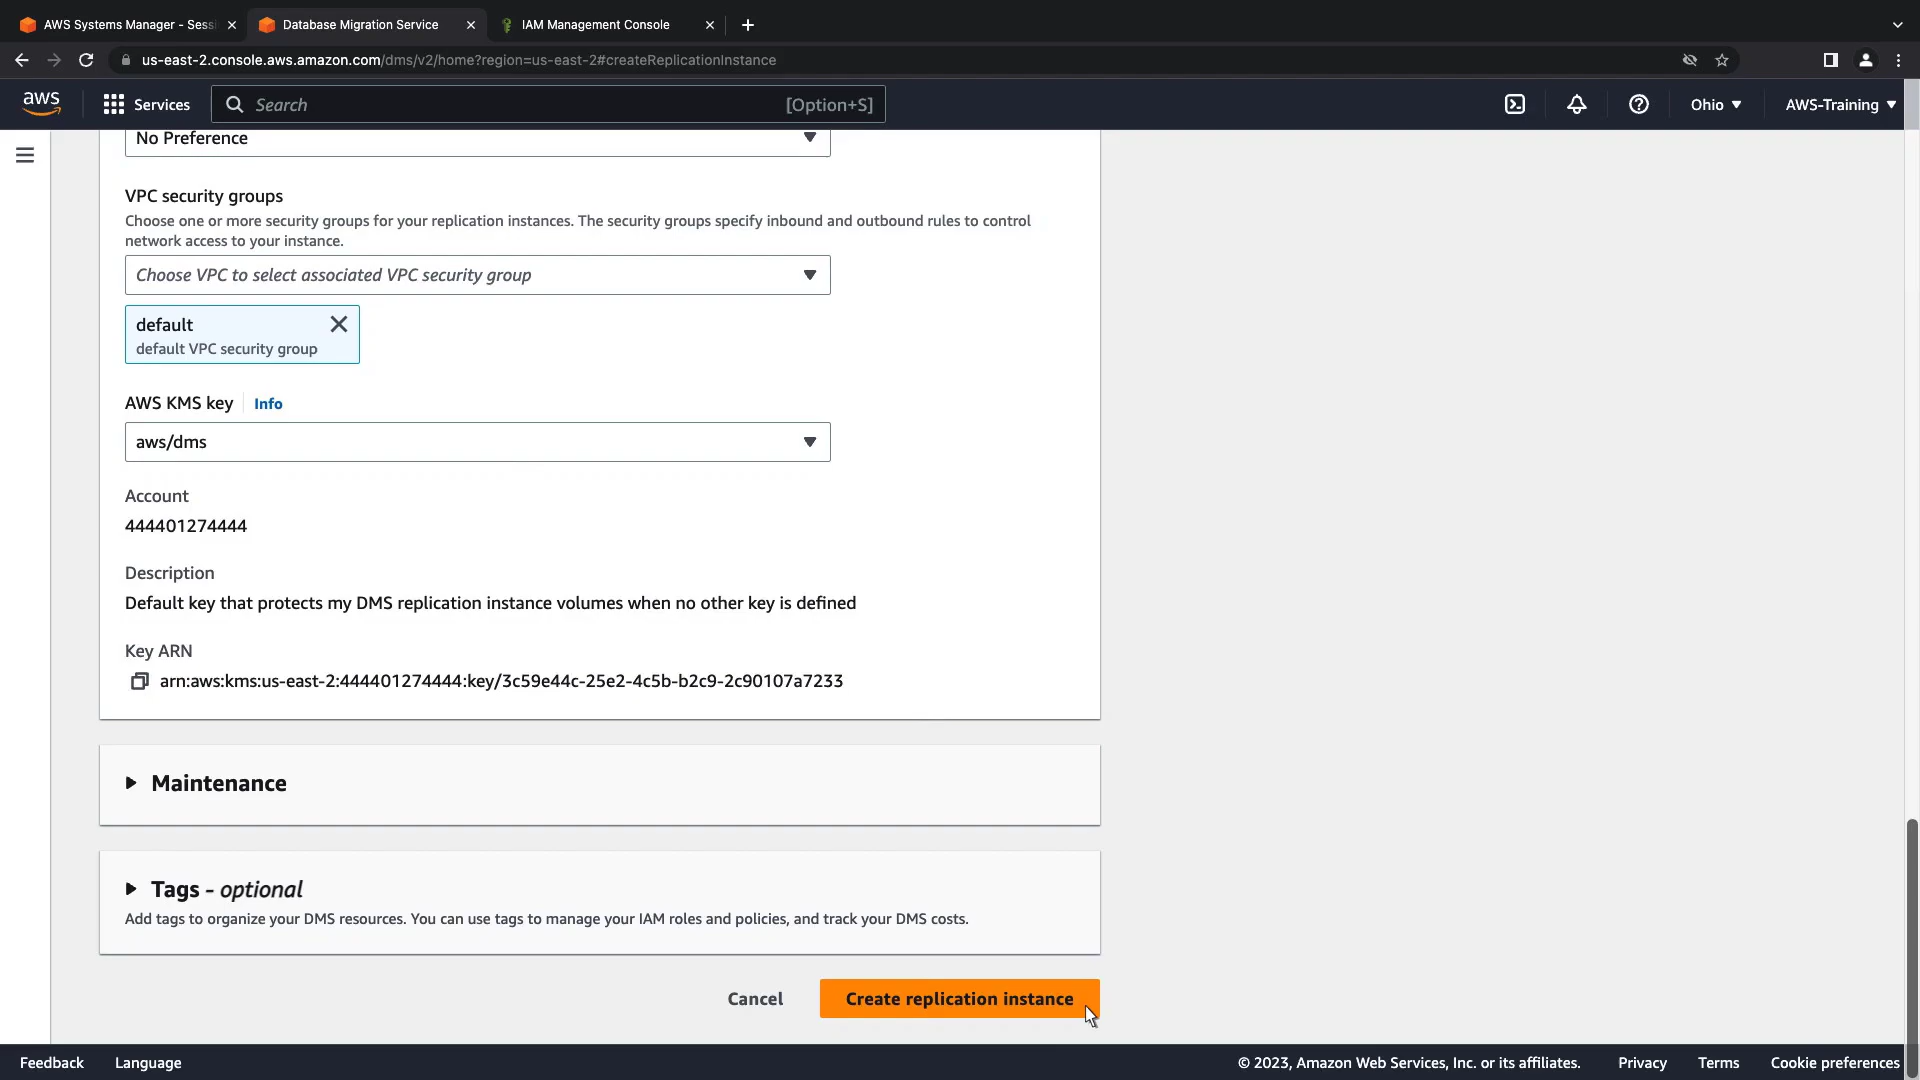 AWS Systems Manager - Sess
Database Migration Service
IAM Management Console
us-east-2.console.aws.amazon.com/dms/v2/home?region=us-east-2#createReplicationInstance
aws
Services
Search
[Option+S]
Ohio
AWS-Training
No Preference
VPC security groups
Choose one or more security groups for your replication instances. The security groups specify inbound and outbound rules to control
network access to your instance.
Choose VPC to select associated VPC security group
default
default VPC security group
AWS KMS key
Info
aws/dms
Account
444401274444
Description
Default key that protects my DMS replication instance volumes when no other key is defined
Key ARN
arn:aws:kms:us-east-2:444401274444:key/3c59e44c-25e2-4c5b-b2c9-2c90107a7233
Maintenance
Tags - optional
Add tags to organize your DMS resources. You can use tags to manage your IAM roles and policies, and track your DMS costs.
Cancel
Create replication instance
Feedback
Language
© 2023, Amazon Web Services, Inc. or its affiliates.
Privacy
Terms
Cookie preferences